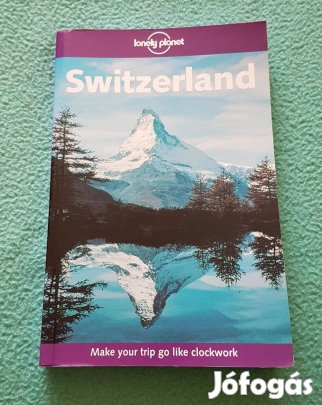 lonely planet
Switzerland
Make your trip go like clockwork
Jófogás